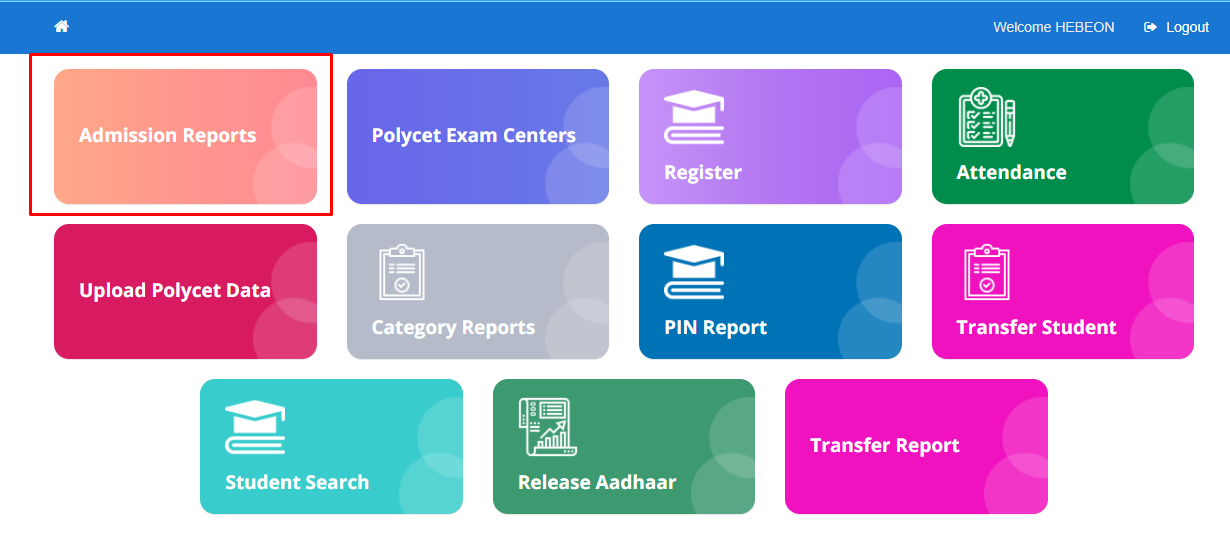 Welcome HEBEON Logout
Admission Reports
Polycet Exam Centers
Register
Attendance
Upload Polycet Data
Category Reports
PIN Report
Transfer Student
Student Search
Release Aadhaar
Transfer Report